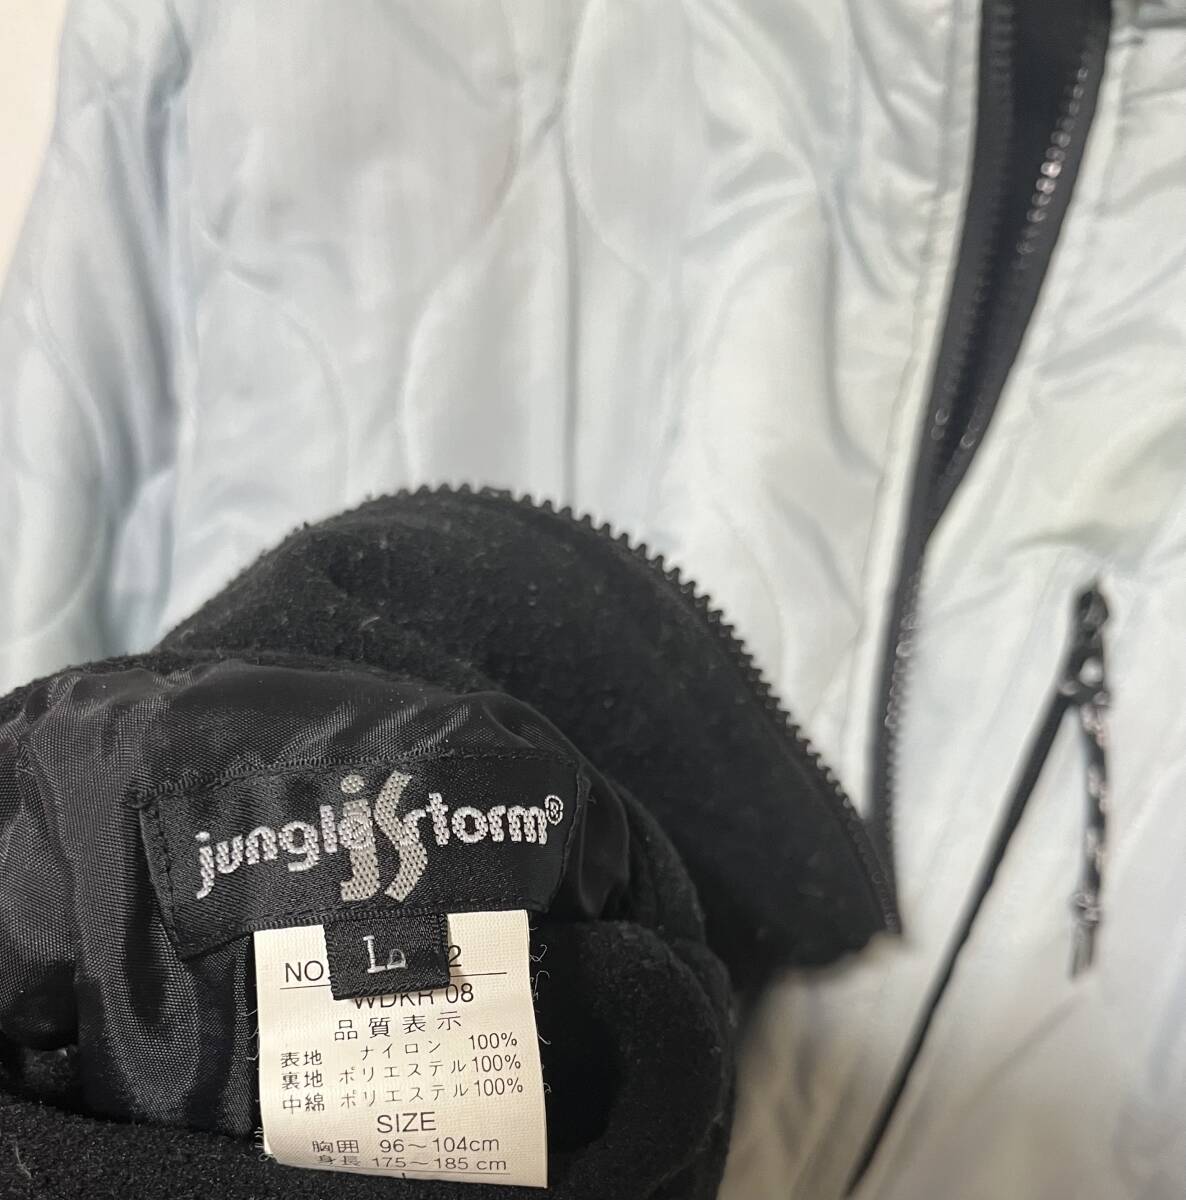 junglestorm®
js
L
NO. 2
WDKR 08
品質表示
表地 ナイロン 100%
裏地 ポリエステル 100%
中綿 ポリエステル 100%
SIZE
胸囲 96〜104cm
身長 175〜185cm